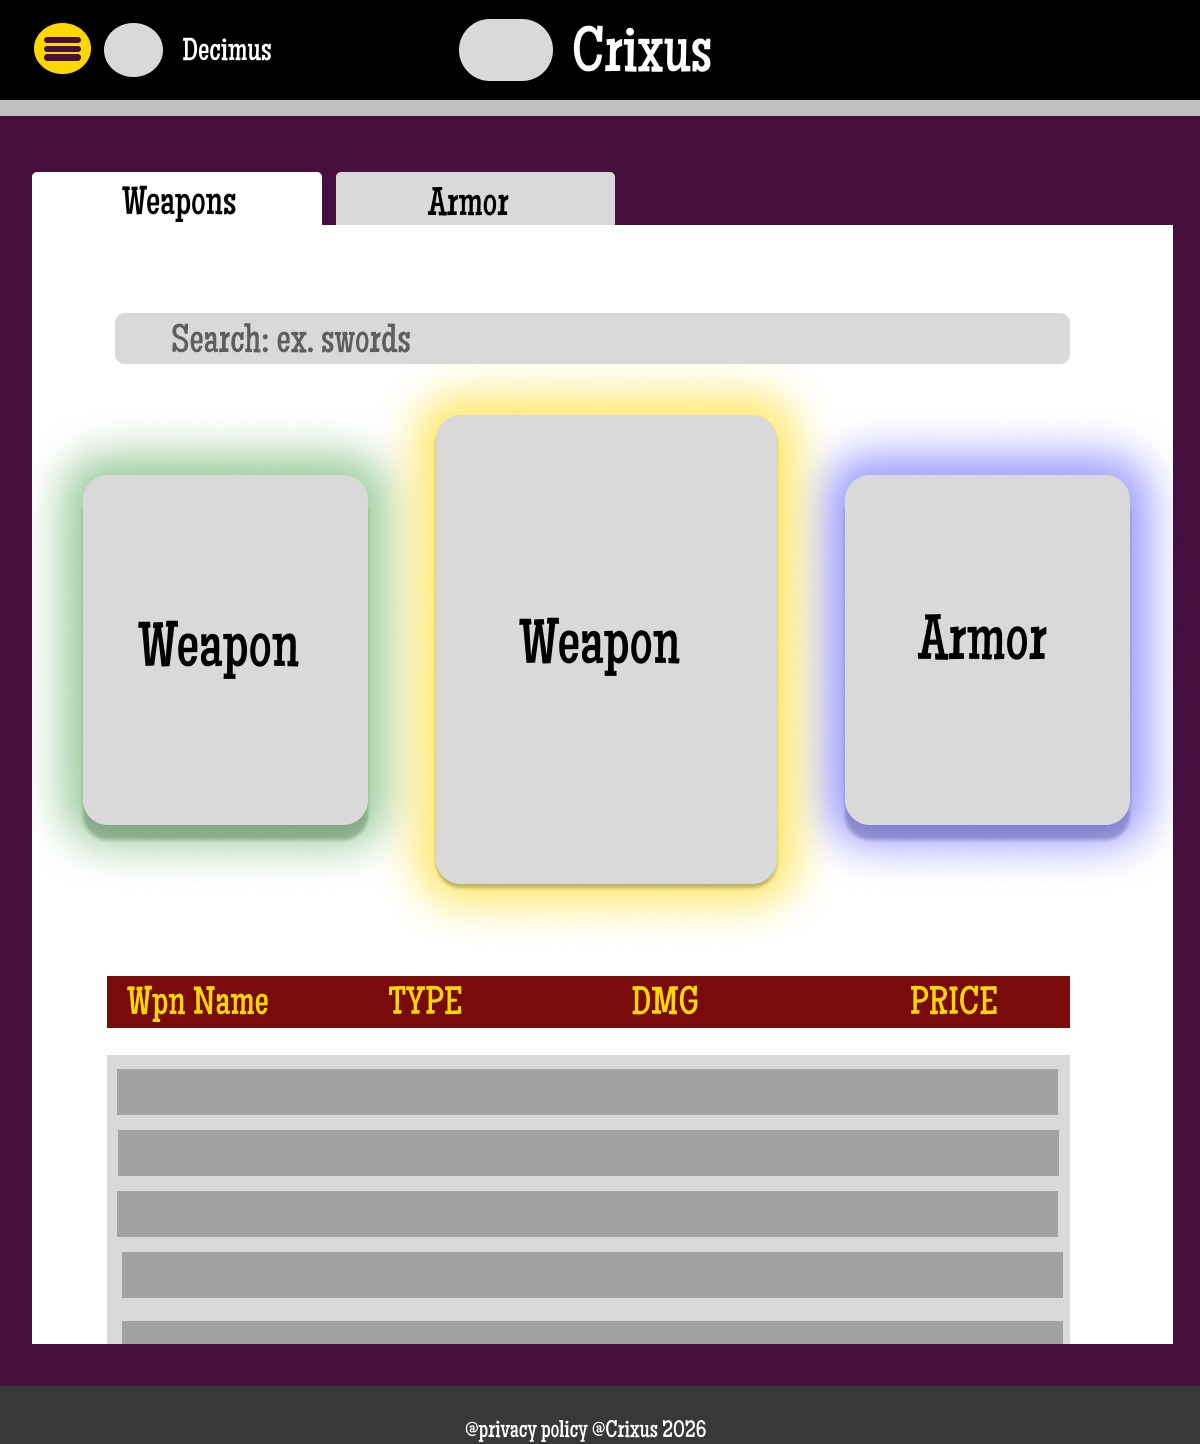 Decimus
Crixus
Weapons
Armor
Search: ex. swords
Weapon
Weapon
Armor
Wpn Name TYPE DMG PRICE
@privacy policy @Crixus 2026